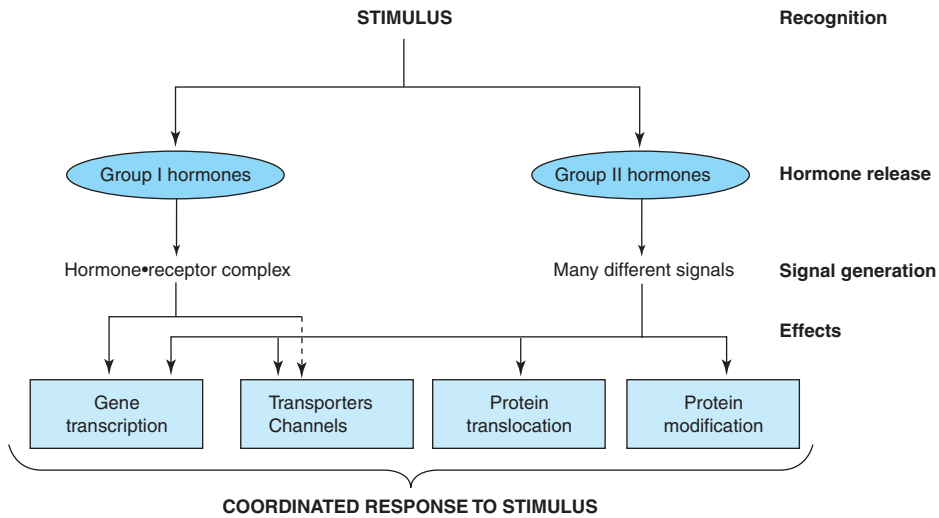 STIMULUS
Recognition
Group I hormones
Group II hormones
Hormone release
Hormone•receptor complex
Many different signals
Signal generation
Effects
Gene
transcription
Transporters
Channels
Protein
translocation
Protein
modification
COORDINATED RESPONSE TO STIMULUS